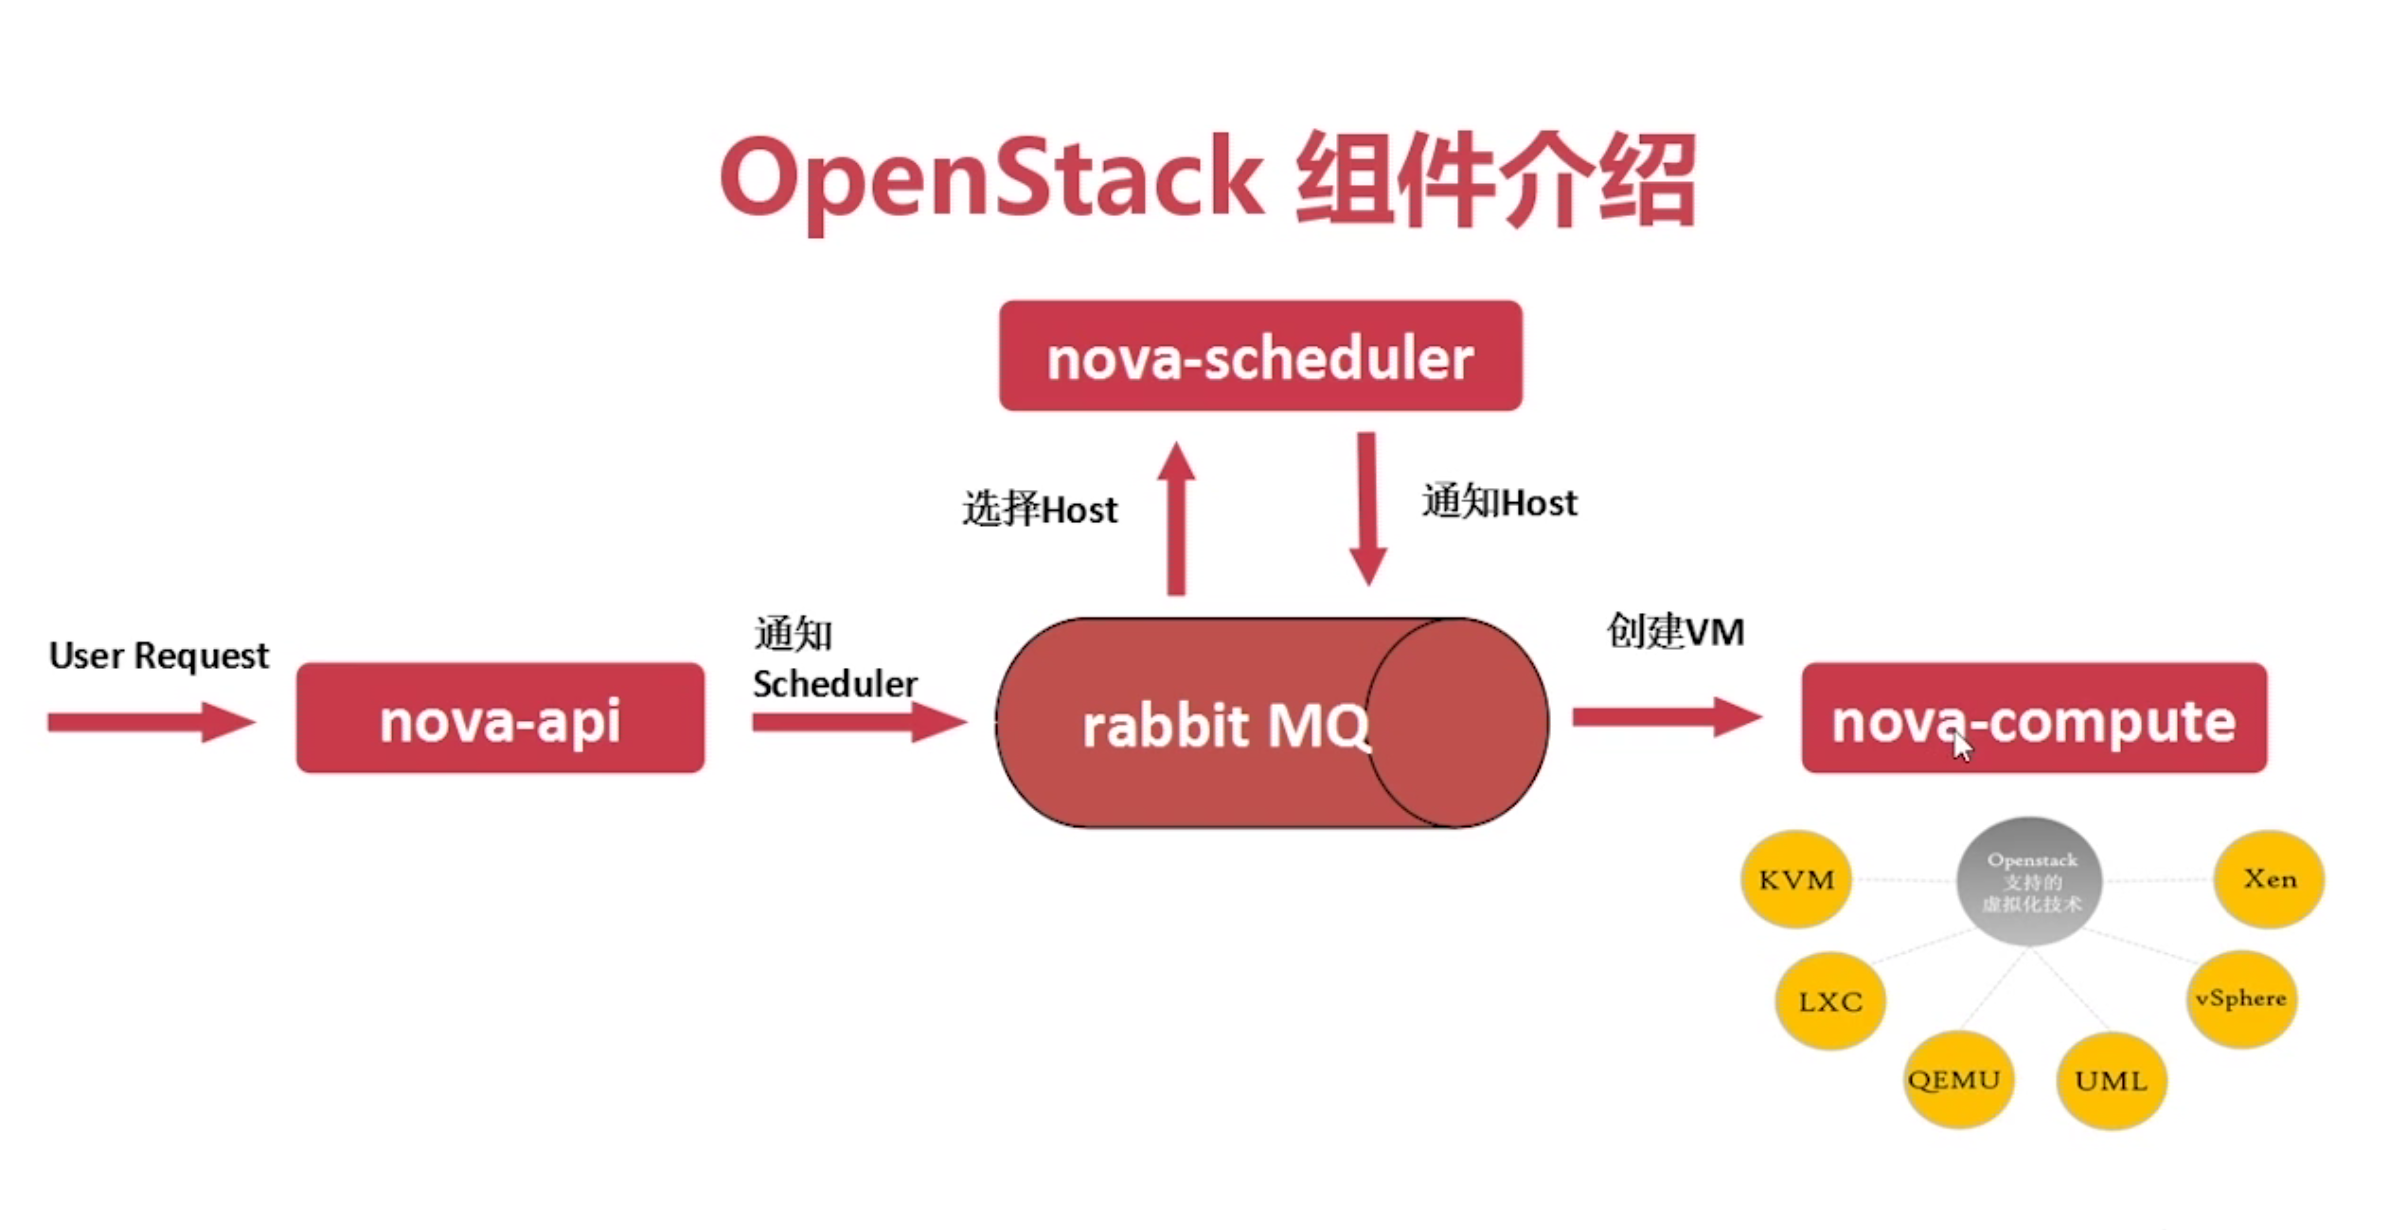 OpenStack 组件介绍
nova-scheduler
选择Host
通知Host
User Request
nova-api
通知
Scheduler
rabbit MQ
创建VM
nova-compute
Openstack
支持的
虚拟化技术
KVM
Xen
LXC
vSphere
QEMU
UML